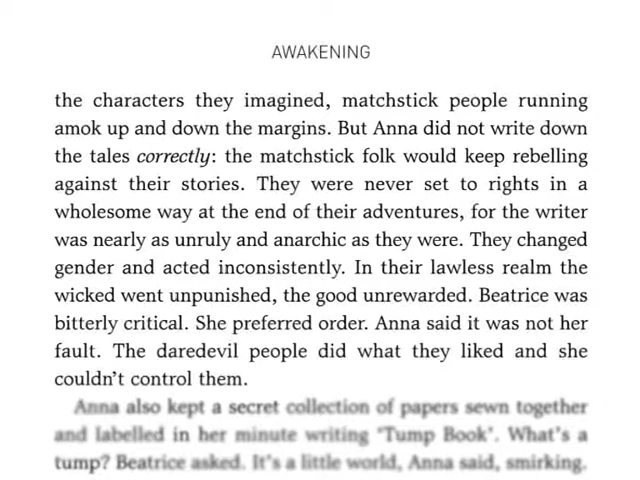 AWAKENING
the characters they imagined, matchstick people running
amok up and down the margins. But Anna did not write down
the tales correctly: the matchstick folk would keep rebelling
against their stories. They were never set to rights in a
wholesome way at the end of their adventures, for the writer
was nearly as unruly and anarchic as they were. They changed
gender and acted inconsistently. In their lawless realm the
wicked went unpunished, the good unrewarded. Beatrice was
bitterly critical. She preferred order. Anna said it was not her
fault. The daredevil people did what they liked and she
couldn’t control them.
Anna also kept a secret collection of papers sewn together
and labelled in her minute writing ‘Tump Book’. What’s a
tump? Beatrice asked. It’s a little world, Anna said, smirking.